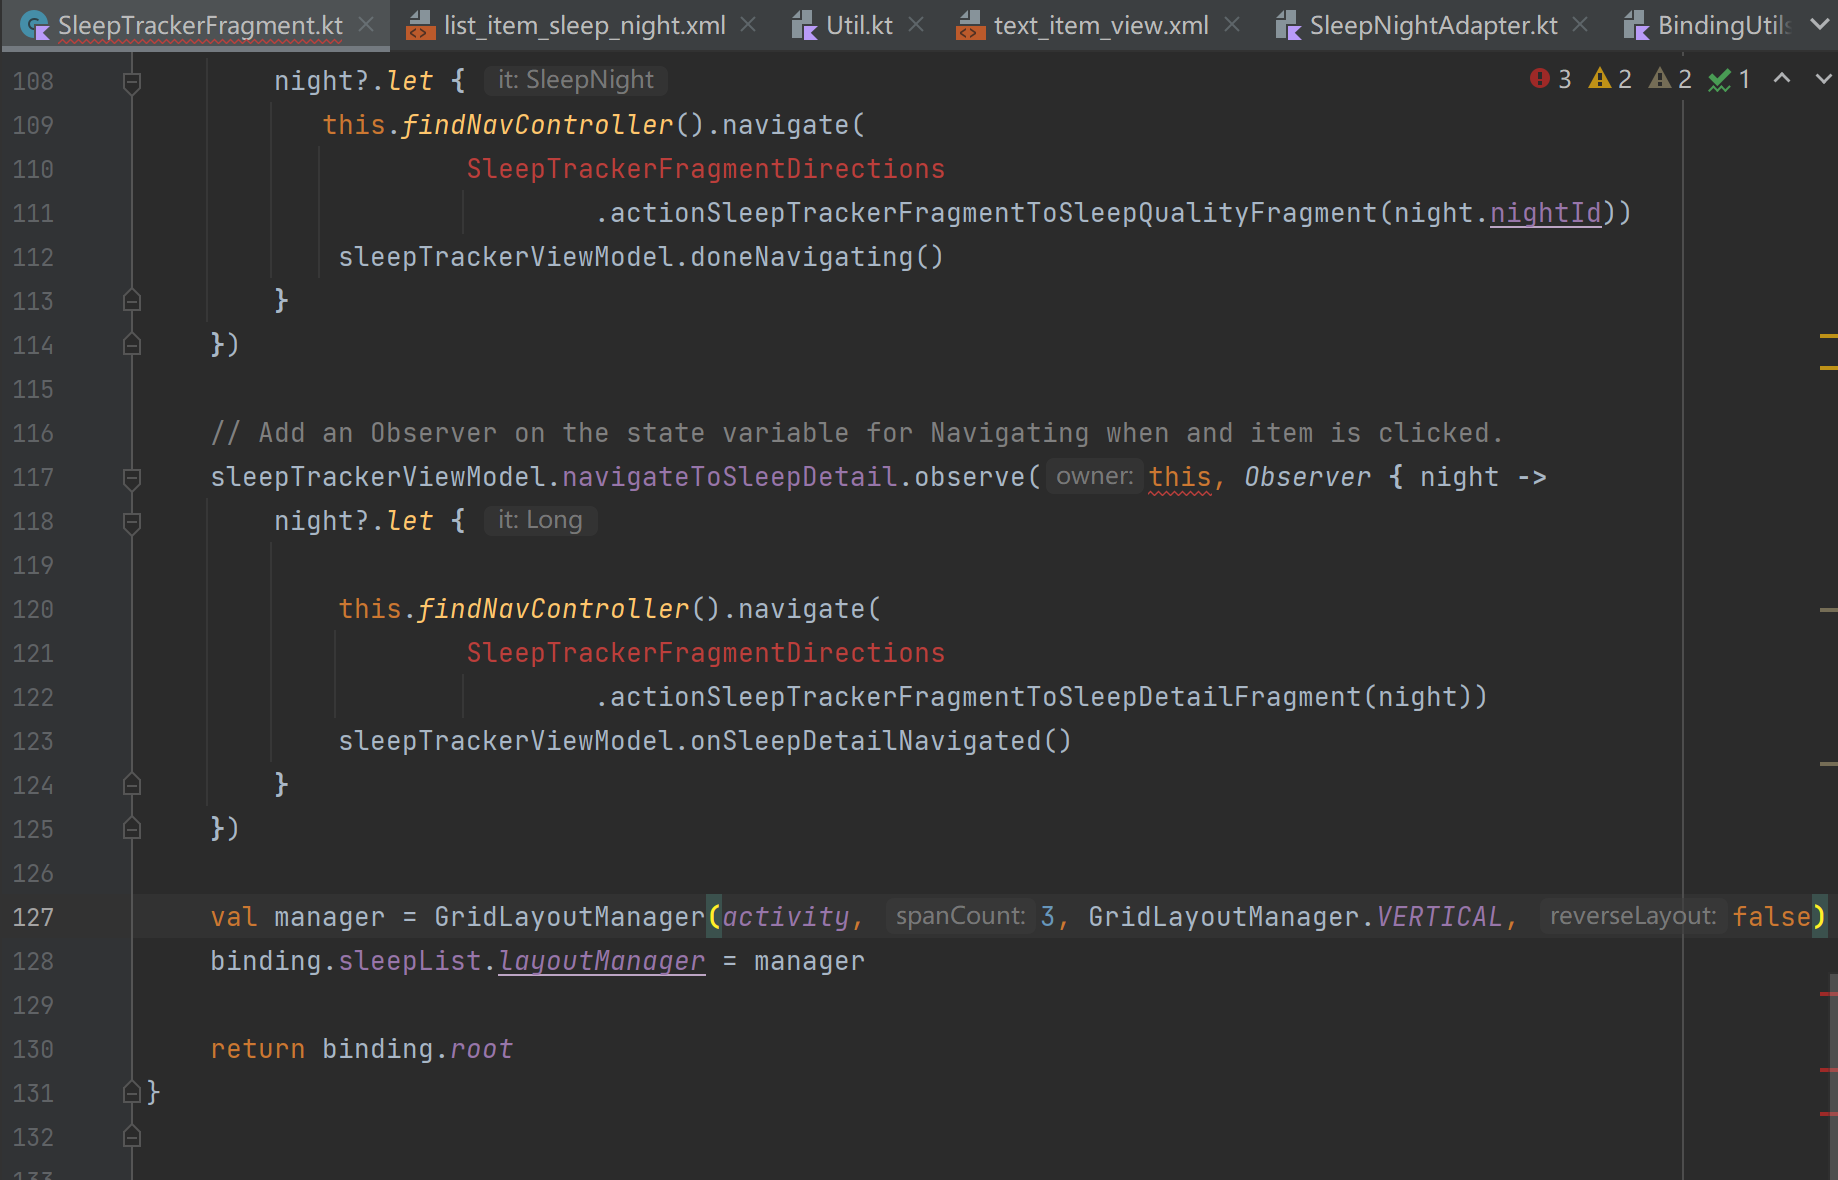 SleepTrackerFragment.kt list_item_sleep_night.xml Util.kt text_item_view.xml SleepNightAdapter.kt BindingUtils
3 2 2 1
108 night?.let { it: SleepNight
109 this.findNavController().navigate(
110 SleepTrackerFragmentDirections
111 .actionSleepTrackerFragmentToSleepQualityFragment(night.nightId))
112 sleepTrackerViewModel.doneNavigating()
113 }
114 })
115
116 // Add an Observer on the state variable for Navigating when and item is clicked.
117 sleepTrackerViewModel.navigateToSleepDetail.observe( owner: this, Observer { night ->
118 night?.let { it: Long
119
120 this.findNavController().navigate(
121 SleepTrackerFragmentDirections
122 .actionSleepTrackerFragmentToSleepDetailFragment(night))
123 sleepTrackerViewModel.onSleepDetailNavigated()
124 }
125 })
126
127 val manager = GridLayoutManager(activity, spanCount: 3, GridLayoutManager.VERTICAL, reverseLayout: false)
128 binding.sleepList.layoutManager = manager
129
130 return binding.root
131 }
132
133